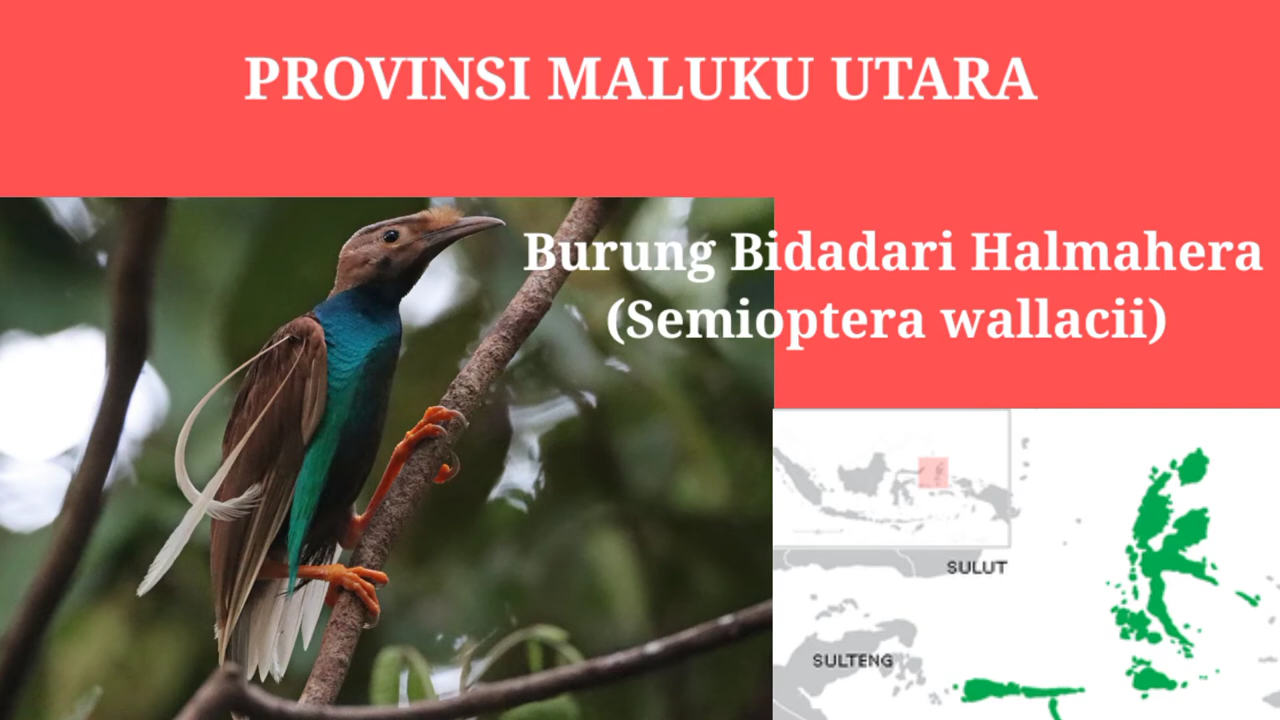 PROVINSI MALUKU UTARA
Burung Bidadari Halmahera
(Semioptera wallacii)
SULUT
SULTENG